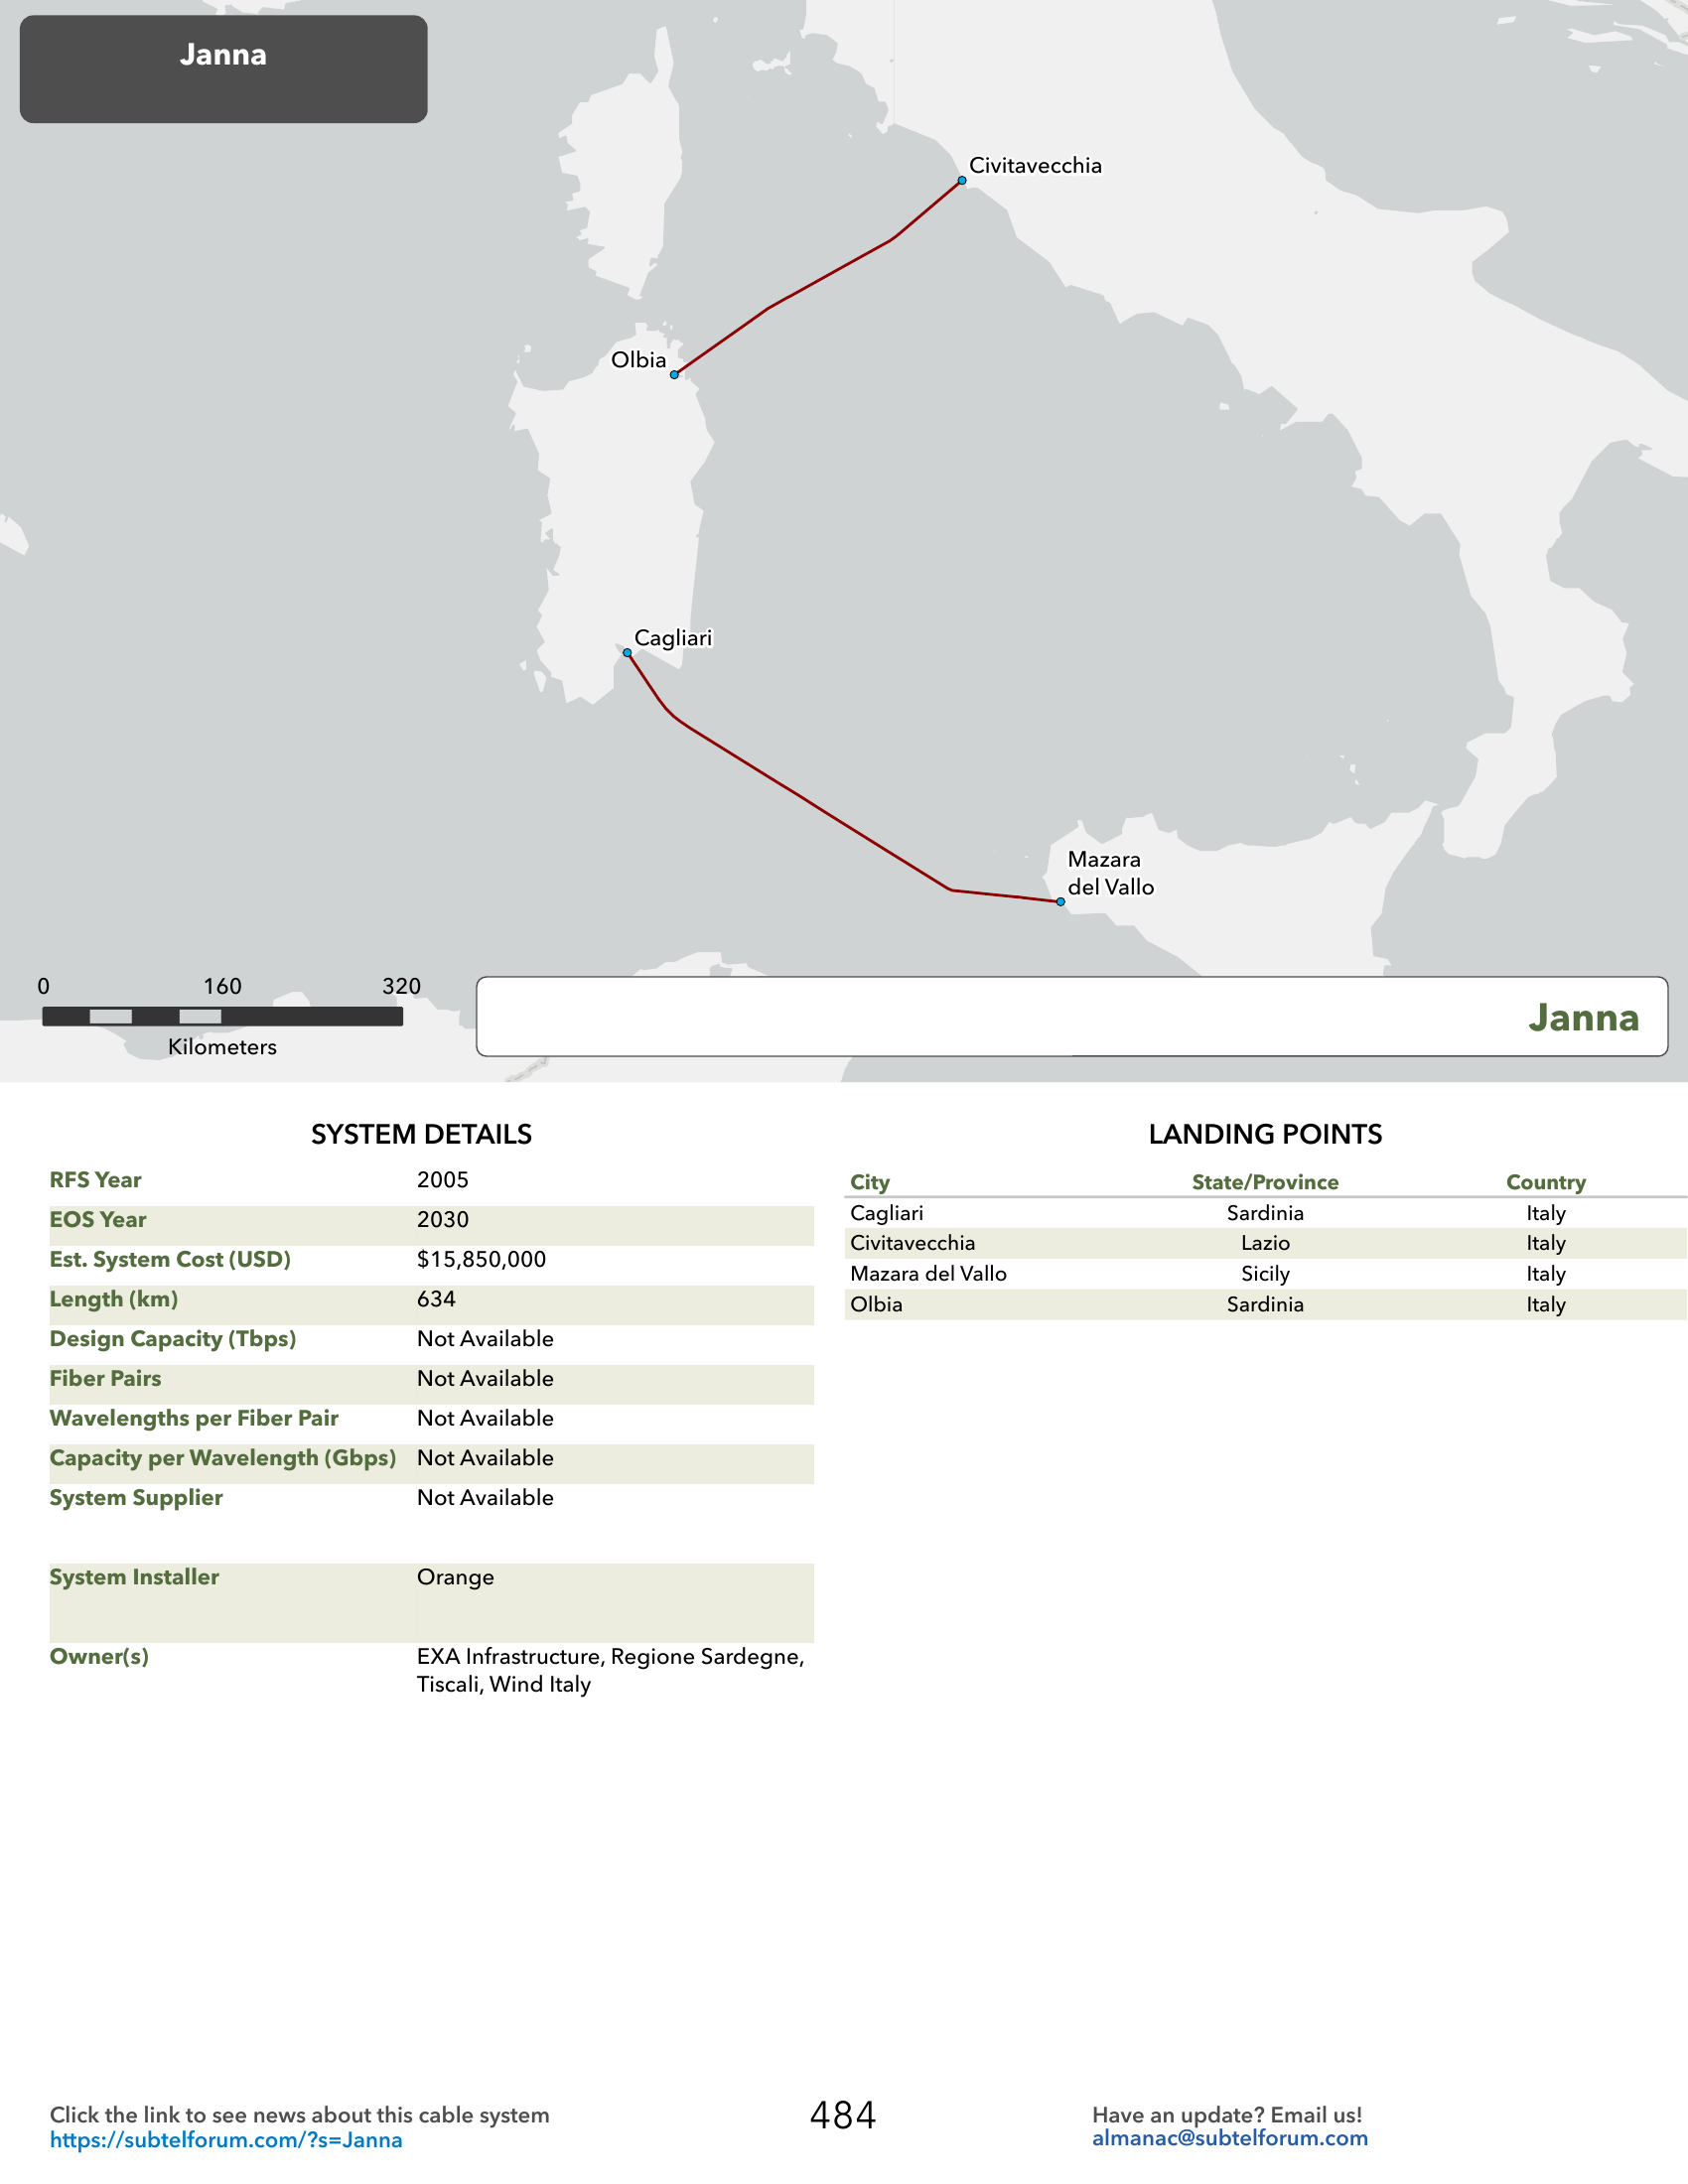 Janna
Civitavecchia
Olbia
Cagliari
Mazara
del Vallo
0 160 320
Kilometers
Janna
SYSTEM DETAILS
RFS Year 2005
EOS Year 2030
Est. System Cost (USD) $15,850,000
Length (km) 634
Design Capacity (Tbps) Not Available
Fiber Pairs Not Available
Wavelengths per Fiber Pair Not Available
Capacity per Wavelength (Gbps) Not Available
System Supplier Not Available
System Installer Orange
Owner(s) EXA Infrastructure, Regione Sardegne,
Tiscali, Wind Italy
LANDING POINTS
City State/Province Country
Cagliari Sardinia Italy
Civitavecchia Lazio Italy
Mazara del Vallo Sicily Italy
Olbia Sardinia Italy
Click the link to see news about this cable system
https://subtelforum.com/?s=Janna
484
Have an update? Email us!
almanac@subtelforum.com